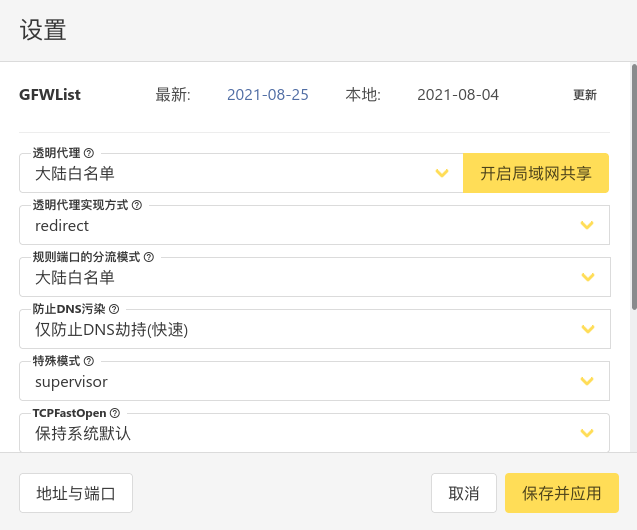 设置
GFWList 最新: 2021-08-25 本地: 2021-08-04 更新
透明代理
大陆白名单 开启局域网共享
透明代理实现方式
redirect
规则端口的分流模式
大陆白名单
防止DNS污染
仅防止DNS劫持(快速)
特殊模式
supervisor
TCPFastOpen
保持系统默认
地址与端口 取消 保存并应用